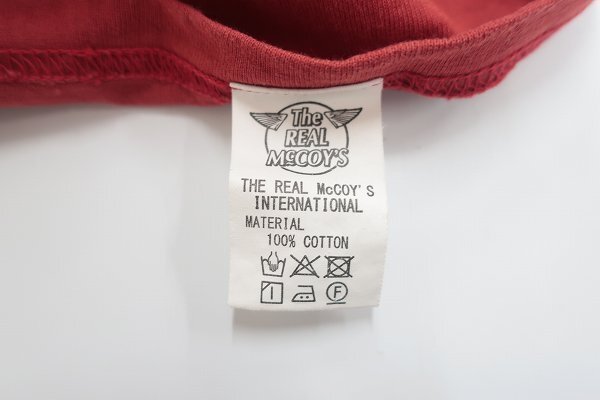 The
REAL
McCOY'S
THE REAL McCOY'S
INTERNATIONAL
MATERIAL
100% COTTON
F